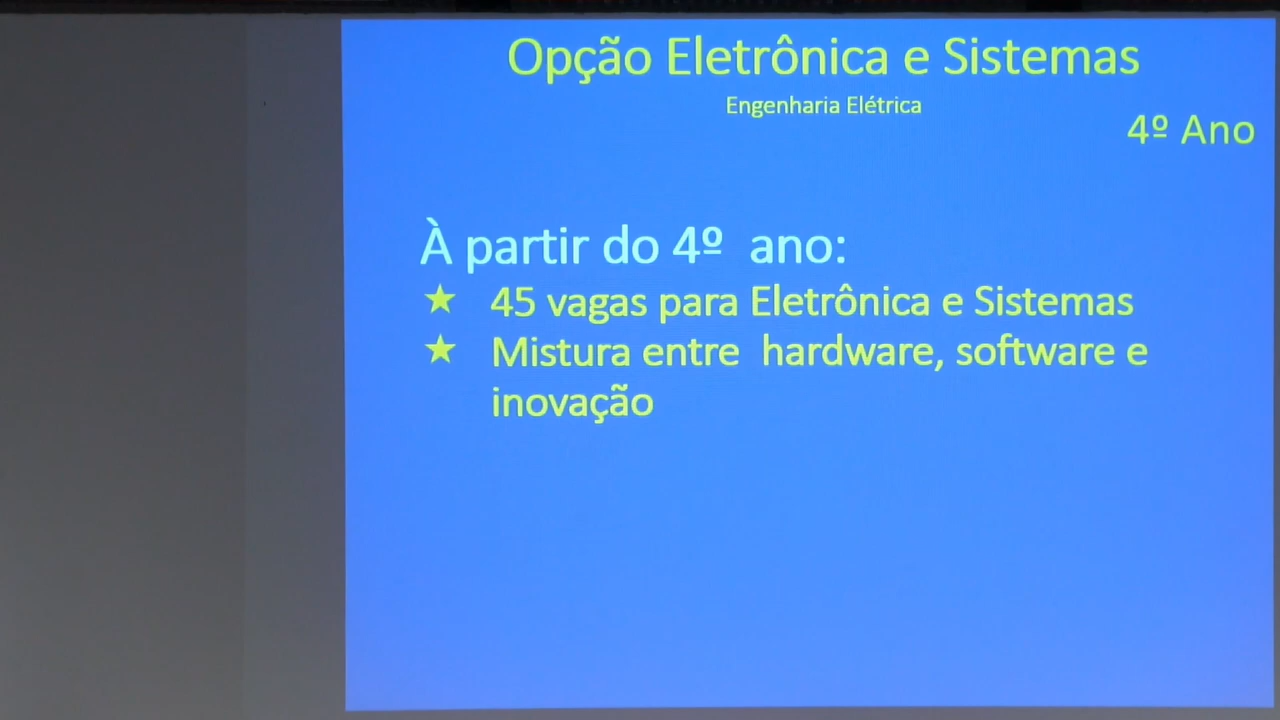 Opção Eletrônica e Sistemas
Engenharia Elétrica
4º Ano
À partir do 4º ano:
★ 45 vagas para Eletrônica e Sistemas
★ Mistura entre hardware, software e
inovação